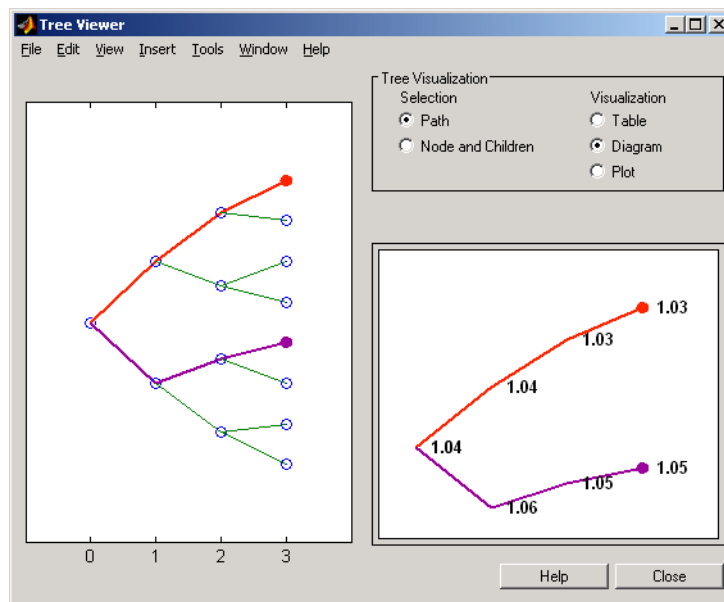 Tree Viewer
File Edit View Insert Tools Window Help
Tree Visualization
Selection Visualization
Path Table
Node and Children Diagram
Plot
1.03
1.03
1.04
1.04
1.05
1.05
1.06
0 1 2 3
Help Close